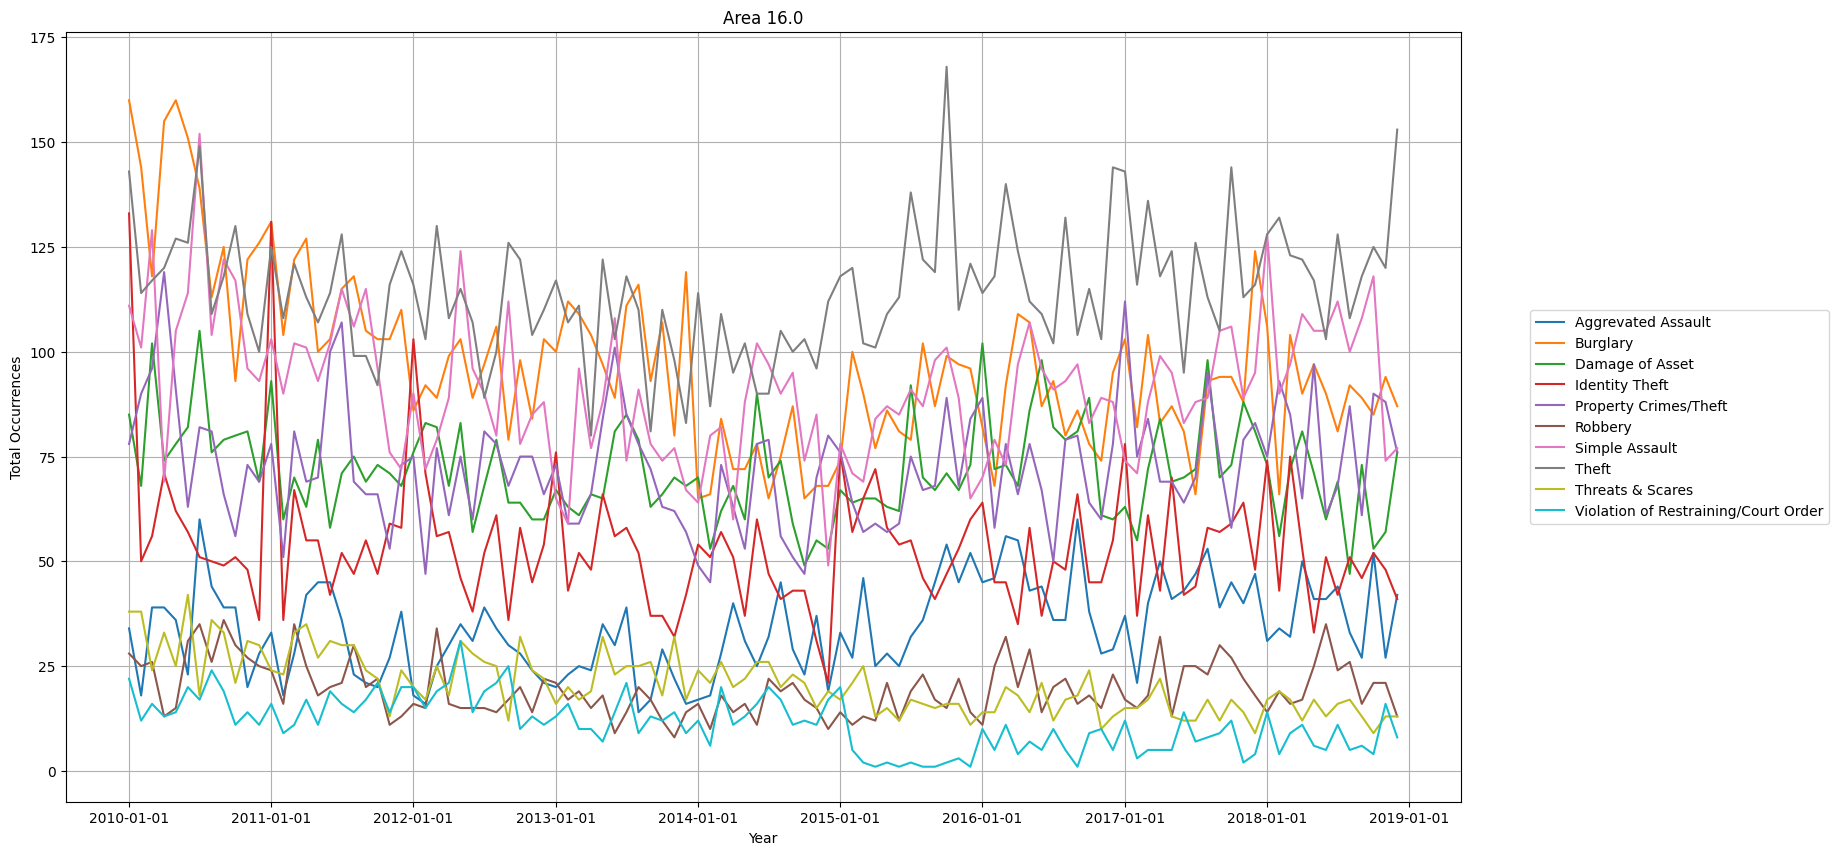 Area 16.0
Total Occurrences
175
150
125
100
75
50
25
0
2010-01-01
2011-01-01
2012-01-01
2013-01-01
2014-01-01
2015-01-01
2016-01-01
2017-01-01
2018-01-01
2019-01-01
Year
Aggrevated Assault
Burglary
Damage of Asset
Identity Theft
Property Crimes/Theft
Robbery
Simple Assault
Theft
Threats & Scares
Violation of Restraining/Court Order